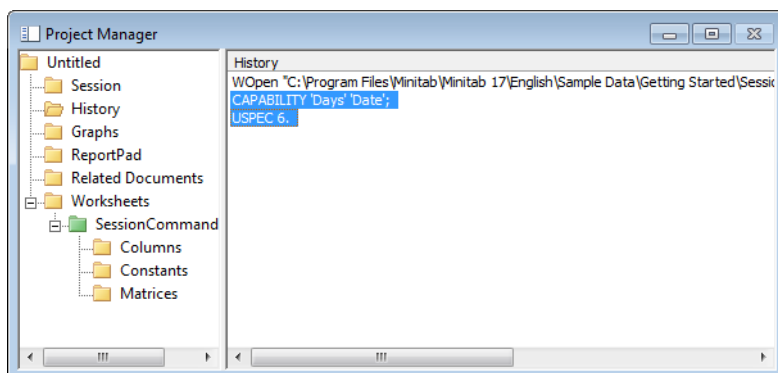 Project Manager
Untitled
Session
History
Graphs
ReportPad
Related Documents
Worksheets
SessionCommand
Columns
Constants
Matrices
History
WOpen "C:\Program Files\Minitab\Minitab 17\English\Sample Data\Getting Started\Sessic
CAPABILITY 'Days' 'Date';
USPEC 6.